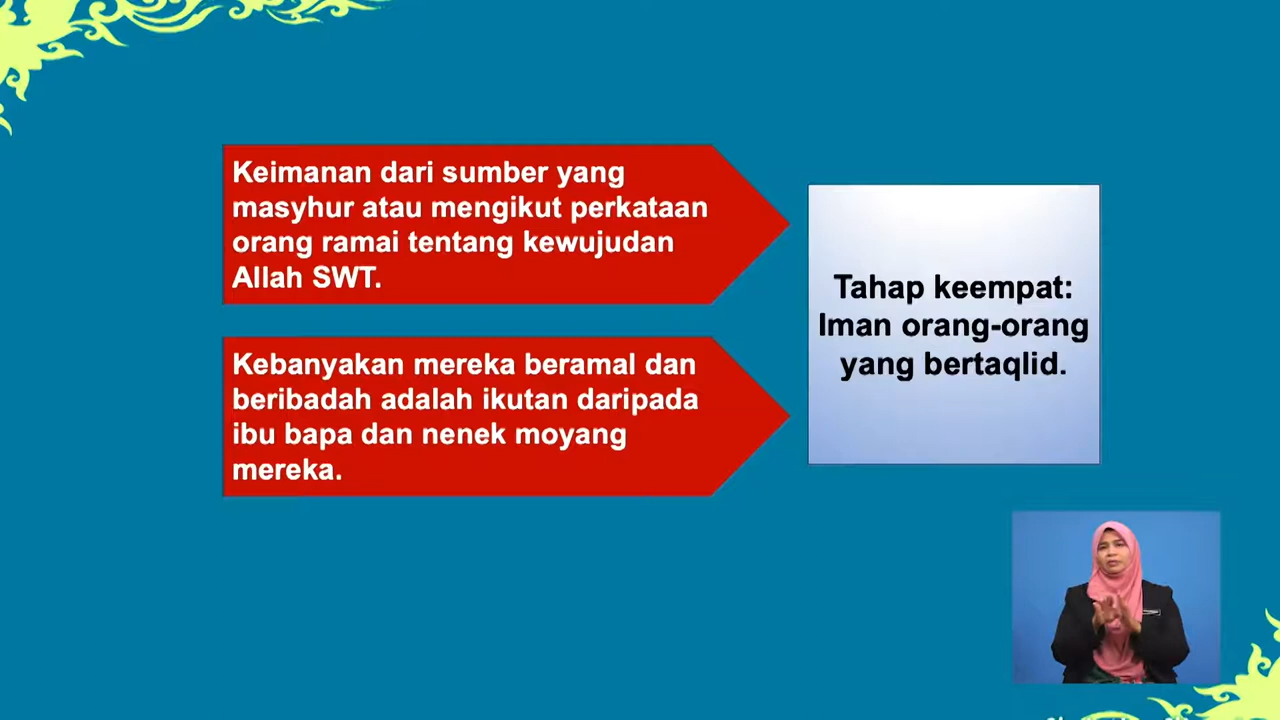 Keimanan dari sumber yang
masyhur atau mengikut perkataan
orang ramai tentang kewujudan
Allah SWT.
Kebanyakan mereka beramal dan
beribadah adalah ikutan daripada
ibu bapa dan nenek moyang
mereka.
Tahap keempat:
Iman orang-orang
yang bertaqlid.